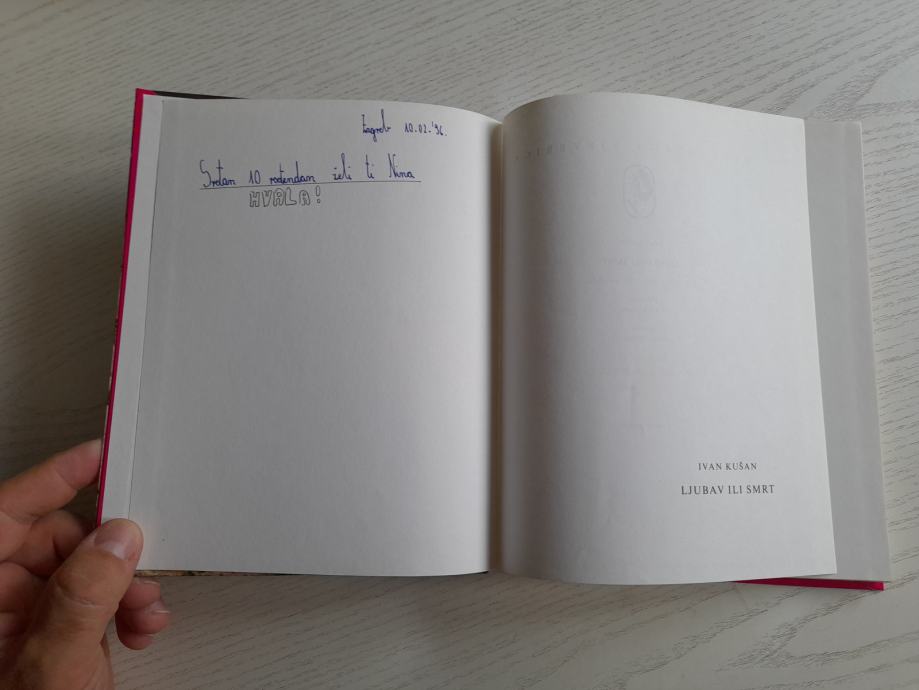 Zagreb 10.02.'96.
Sretan 10 rođendan želi ti Nina
HVALA!
IVAN KUŠAN
LJUBAV ILI SMRT